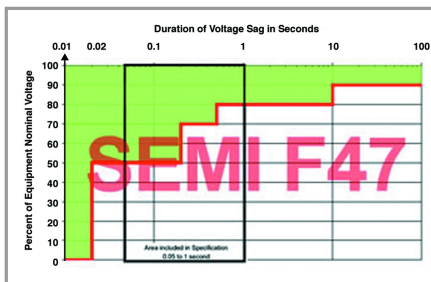 Duration of Voltage Sag in Seconds
0.01 0.02 0.1 1 10 100
Percent of Equipment Nominal Voltage
100
90
80
70
60
50
40
30
20
10
0
SEMI F47
Area included in Specification
0.05 to 1 second